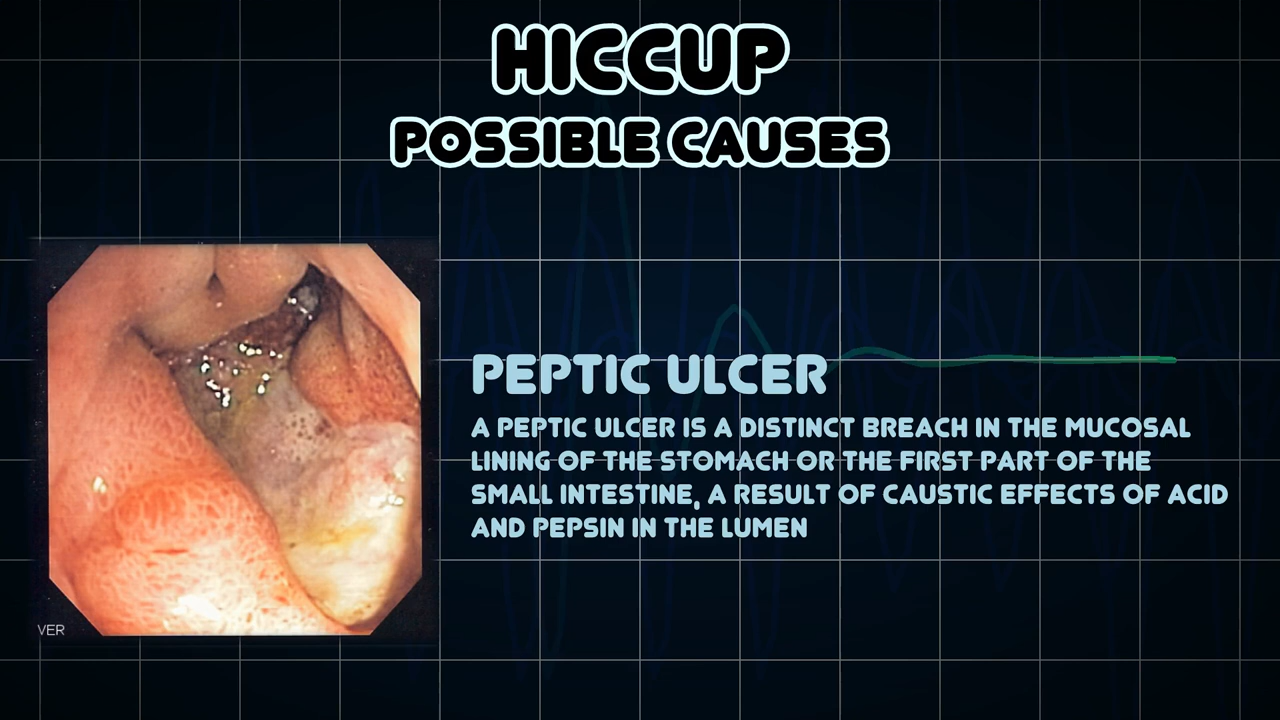 HICCUP
POSSIBLE CAUSES
PEPTIC ULCER
A PEPTIC ULCER IS A DISTINCT BREACH IN THE MUCOSAL
LINING OF THE STOMACH OR THE FIRST PART OF THE
SMALL INTESTINE, A RESULT OF CAUSTIC EFFECTS OF ACID
AND PEPSIN IN THE LUMEN
VER